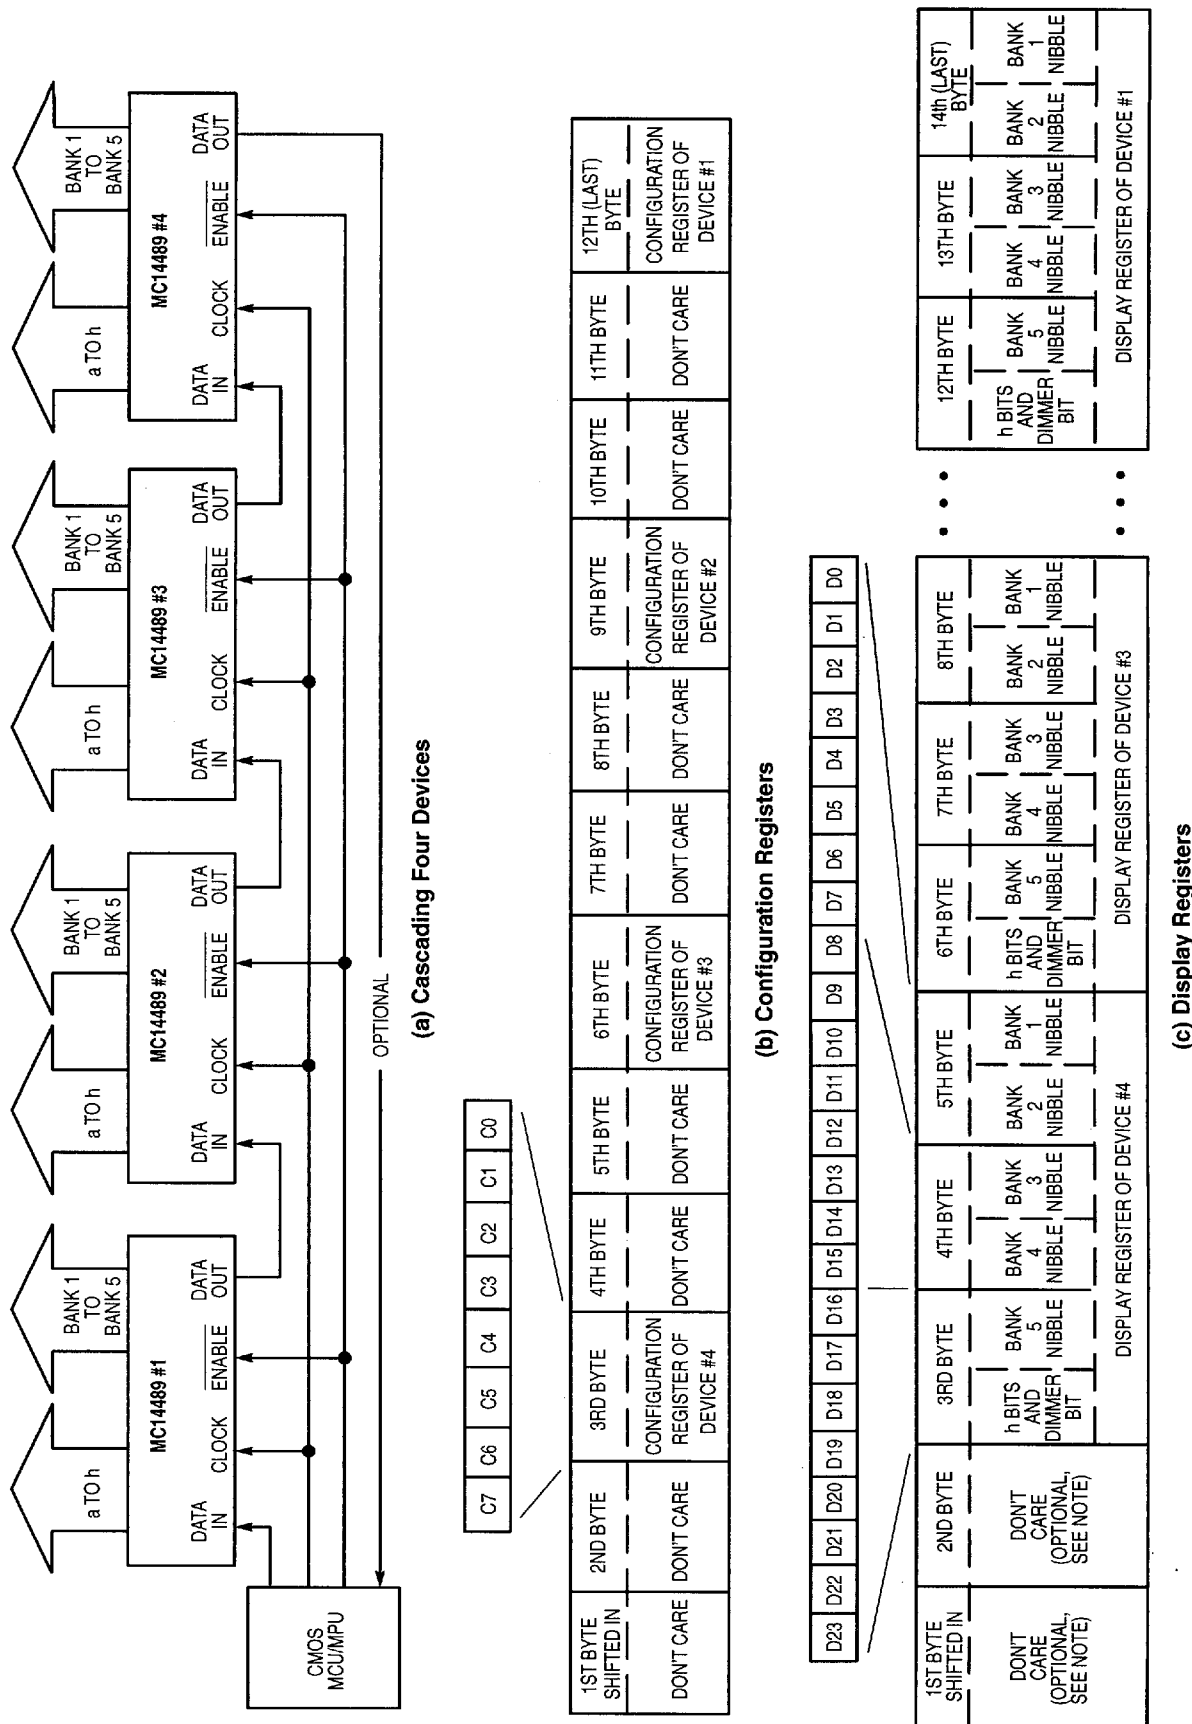 BANK 1
TO
BANK 5
a TO h
MC14489 #1
DATA
IN
CLOCK
ENABLE
DATA
OUT
BANK 1
TO
BANK 5
a TO h
MC14489 #2
DATA
IN
CLOCK
ENABLE
DATA
OUT
BANK 1
TO
BANK 5
a TO h
MC14489 #3
DATA
IN
CLOCK
ENABLE
DATA
OUT
BANK 1
TO
BANK 5
a TO h
MC14489 #4
DATA
IN
CLOCK
ENABLE
DATA
OUT
CMOS
MCU/MPU
OPTIONAL
(a) Cascading Four Devices
C7 C6 C5 C4 C3 C2 C1 C0
1ST BYTE
SHIFTED IN
DON'T CARE
2ND BYTE
DON'T CARE
3RD BYTE
CONFIGURATION
REGISTER OF
DEVICE #4
4TH BYTE
DON'T CARE
5TH BYTE
DON'T CARE
6TH BYTE
CONFIGURATION
REGISTER OF
DEVICE #3
7TH BYTE
DON'T CARE
8TH BYTE
DON'T CARE
9TH BYTE
CONFIGURATION
REGISTER OF
DEVICE #2
10TH BYTE
DON'T CARE
11TH BYTE
DON'T CARE
12TH (LAST)
BYTE
CONFIGURATION
REGISTER OF
DEVICE #1
(b) Configuration Registers
D23 D22 D21 D20 D19 D18 D17 D16 D15 D14 D13 D12 D11 D10 D9 D8 D7 D6 D5 D4 D3 D2 D1 D0
1ST BYTE
SHIFTED IN
DON'T
CARE
(OPTIONAL,
SEE NOTE)
2ND BYTE
DON'T
CARE
(OPTIONAL,
SEE NOTE)
3RD BYTE
h BITS
AND
DIMMER
BIT
BANK
5
NIBBLE
4TH BYTE
BANK
4
NIBBLE
BANK
3
NIBBLE
5TH BYTE
BANK
2
NIBBLE
BANK
1
NIBBLE
DISPLAY REGISTER OF DEVICE #4
6TH BYTE
h BITS
AND
DIMMER
BIT
BANK
5
NIBBLE
7TH BYTE
BANK
4
NIBBLE
BANK
3
NIBBLE
8TH BYTE
BANK
2
NIBBLE
BANK
1
NIBBLE
DISPLAY REGISTER OF DEVICE #3
• • •
• • •
12TH BYTE
h BITS
AND
DIMMER
BIT
BANK
5
NIBBLE
13TH BYTE
BANK
4
NIBBLE
BANK
3
NIBBLE
14th (LAST)
BYTE
BANK
2
NIBBLE
BANK
1
NIBBLE
DISPLAY REGISTER OF DEVICE #1
(c) Display Registers